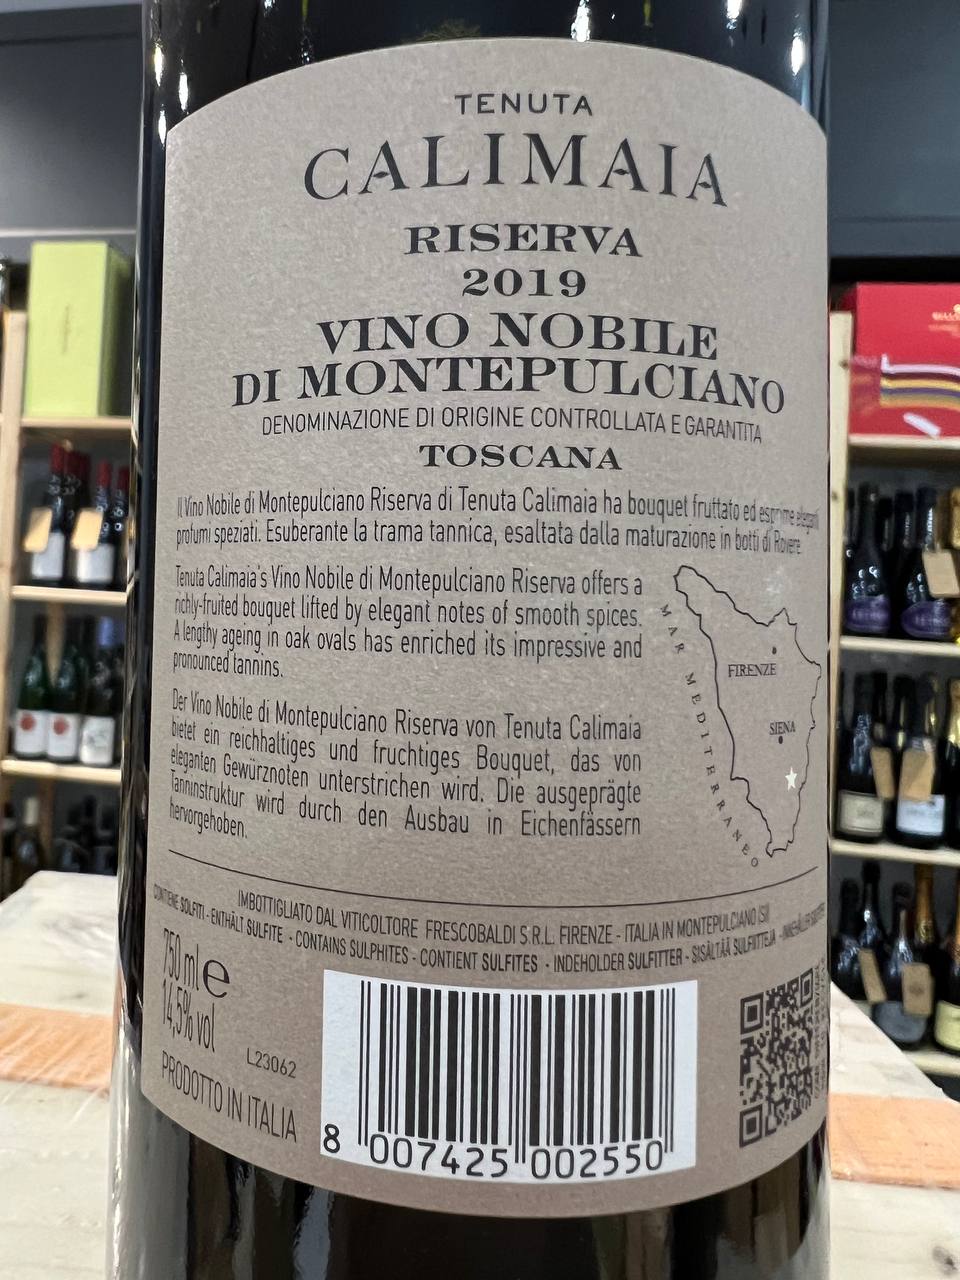 TENUTA
CALIMAIA
RISERVA
2019
VINO NOBILE
DI MONTEPULCIANO
DENOMINAZIONE DI ORIGINE CONTROLLATA E GARANTITA
TOSCANA
Il Vino Nobile di Montepulciano Riserva di Tenuta Calimaia ha bouquet fruttato ed esprime eleganti
profumi speziati. Esuberante la trama tannica, esaltata dalla maturazione in botti di Rovere
Tenuta Calimaia's Vino Nobile di Montepulciano Riserva offers a
richly-fruited bouquet lifted by elegant notes of smooth spices.
A lengthy ageing in oak ovals has enriched its impressive and
pronounced tannins.
Der Vino Nobile di Montepulciano Riserva von Tenuta Calimaia
bietet ein reichhaltiges und fruchtiges Bouquet, das von
eleganten Gewürznoten unterstrichen wird. Die ausgeprägte
Tanninstruktur wird durch den Ausbau in Eichenfässern
hervorgehoben.
MAR MEDITERRANEO
FIRENZE
SIENA
IMBOTTIGLIATO DAL VITICOLTORE FRESCOBALDI S.R.L. FIRENZE - ITALIA IN MONTEPULCIANO (SI)
CONTIENE SOLFITI - ENTHÄLT SULFITE - CONTAINS SULPHITES - CONTIENT SULFITES - INDEHOLDER SULFITTER - SISÄLTÄÄ SULFIITTEJA -
750 ml e
14,5% vol
L23062
PRODOTTO IN ITALIA
8 007425 002550